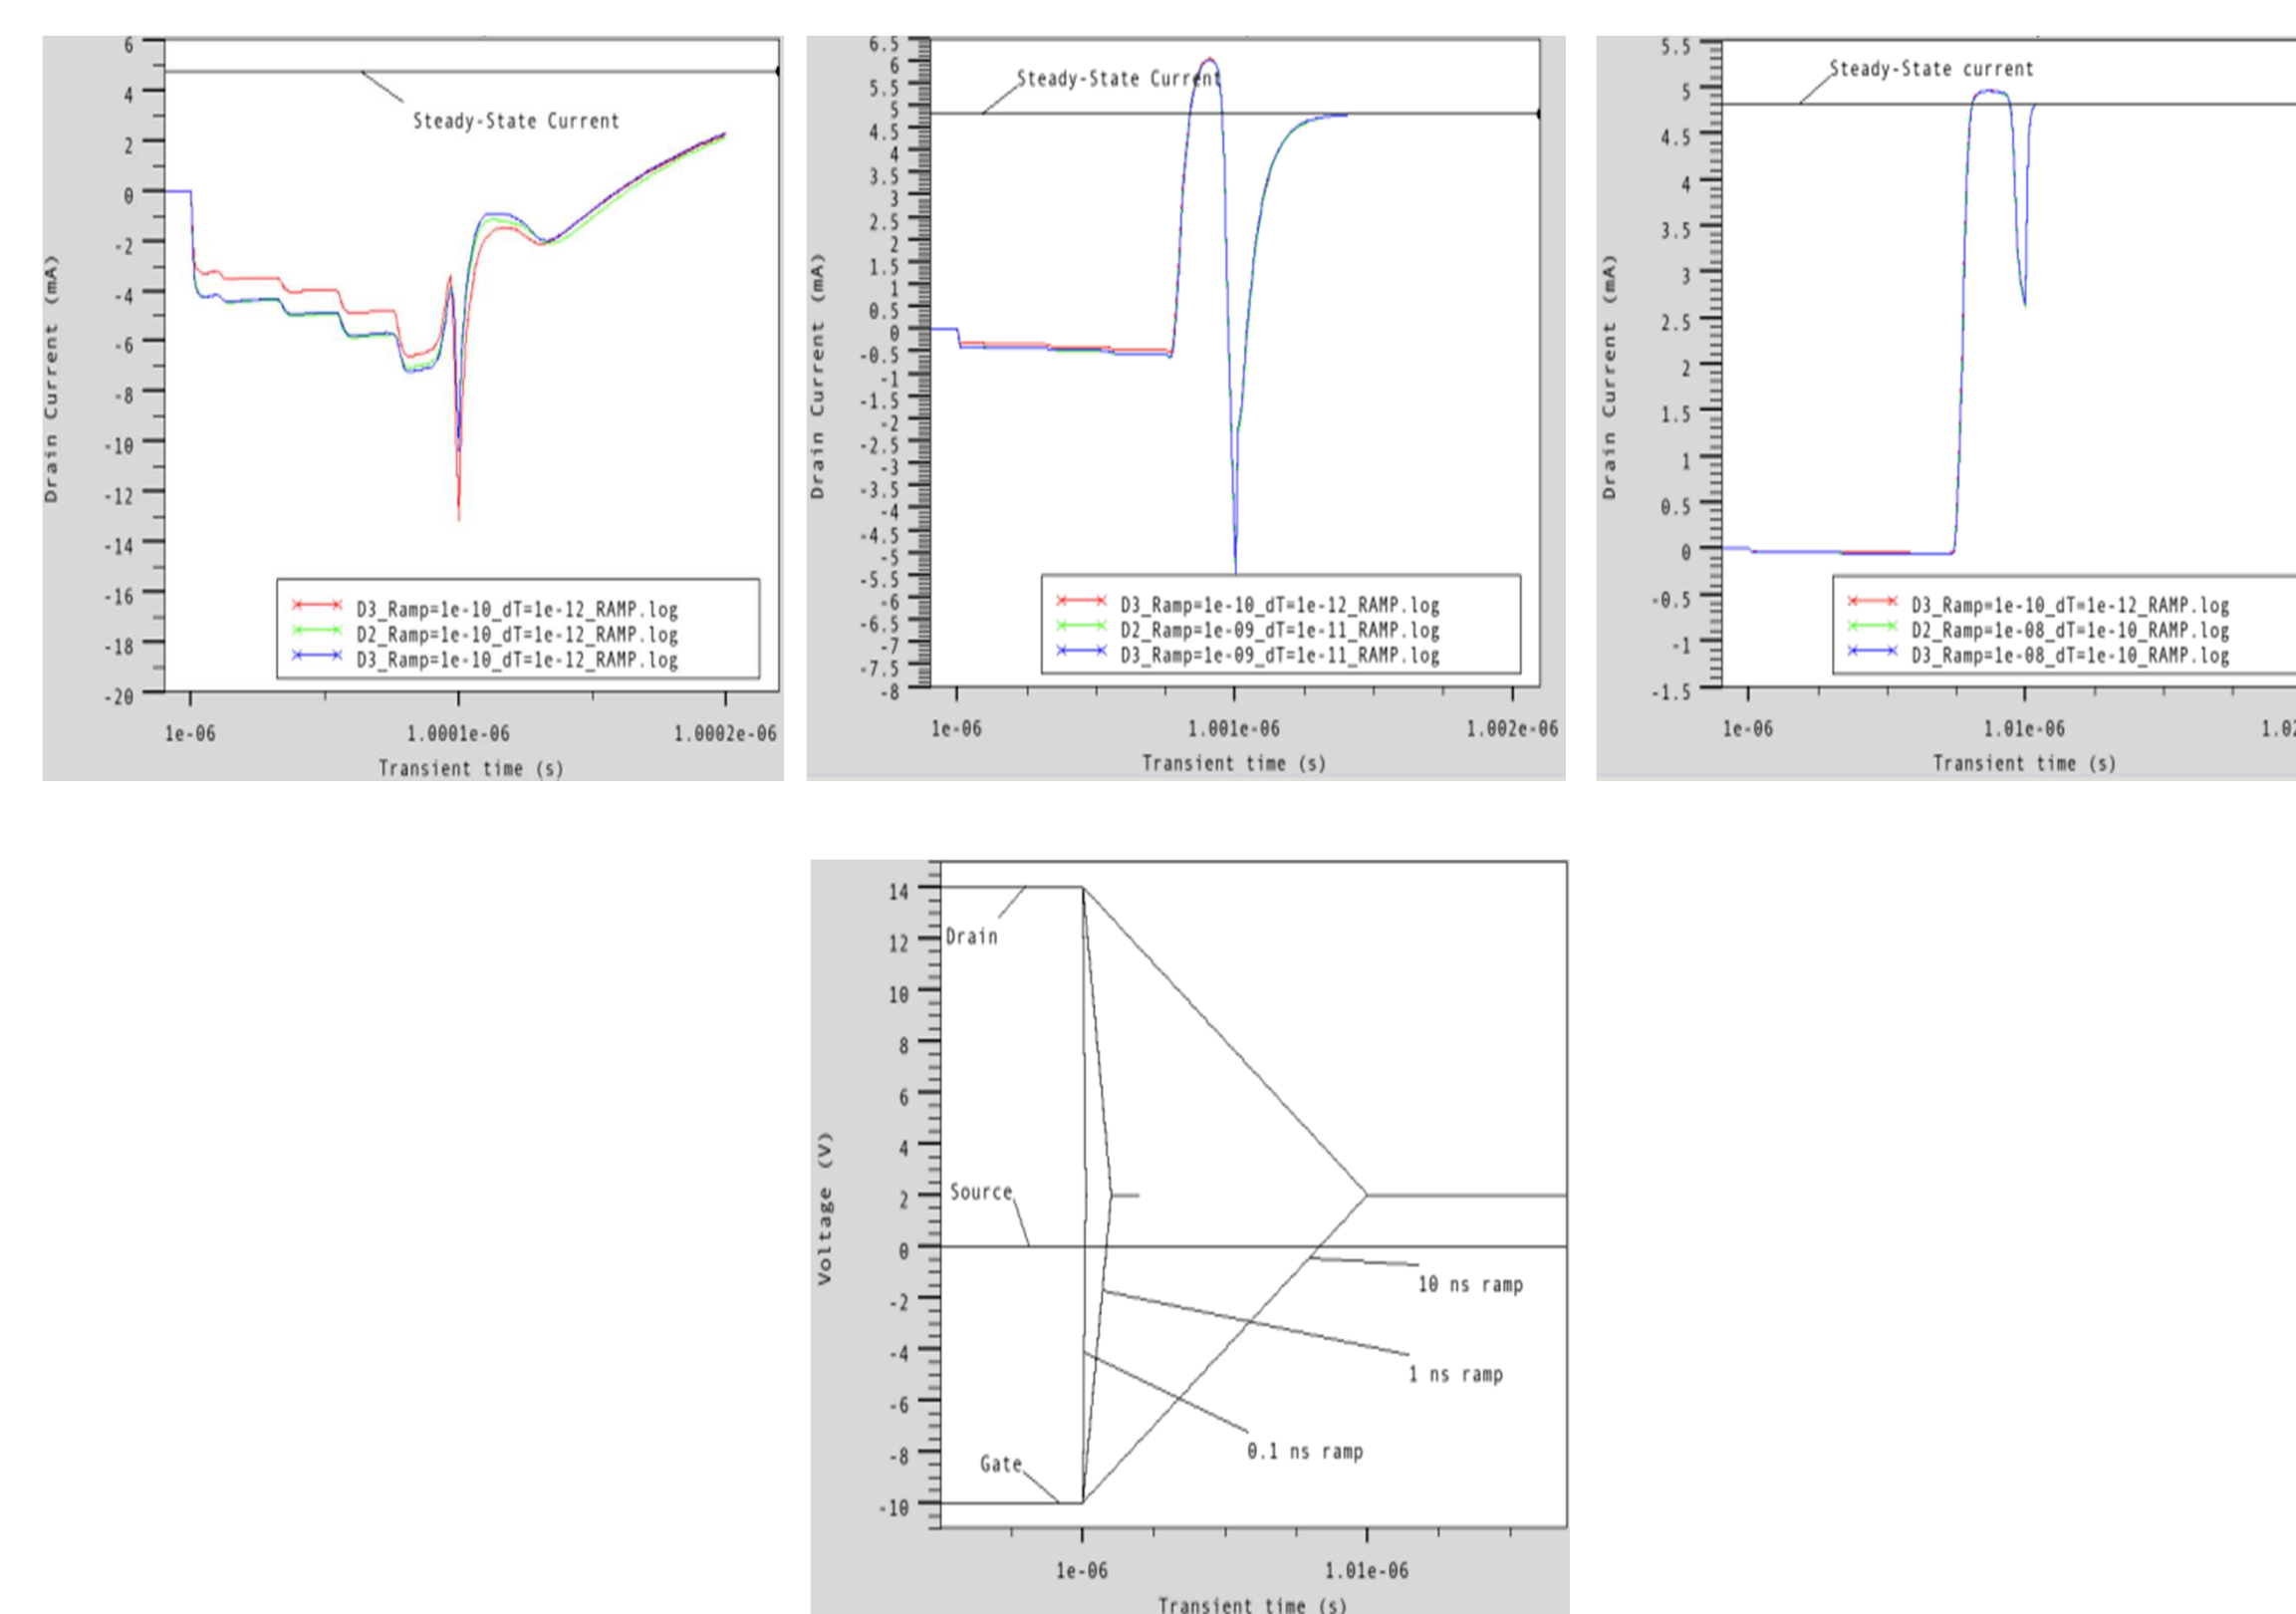 6
4
2
0
-2
-4
-6
-8
-10
-12
-14
-16
-18
-20
Drain Current (mA)
Steady-State Current
D3_Ramp=1e-10_dT=1e-12_RAMP.log
D2_Ramp=1e-10_dT=1e-12_RAMP.log
D3_Ramp=1e-10_dT=1e-12_RAMP.log
1e-06
1.0001e-06
1.0002e-06
Transient time (s)
6.5
6
5.5
5
4.5
4
3.5
3
2.5
2
1.5
1
0.5
0
-0.5
-1
-1.5
-2
-2.5
-3
-3.5
-4
-4.5
-5
-5.5
-6
-6.5
-7
-7.5
-8
Drain Current (mA)
Steady-State Current
D3_Ramp=1e-10_dT=1e-12_RAMP.log
D2_Ramp=1e-09_dT=1e-11_RAMP.log
D3_Ramp=1e-09_dT=1e-11_RAMP.log
1e-06
1.001e-06
1.002e-06
Transient time (s)
5.5
5
4.5
4
3.5
3
2.5
2
1.5
1
0.5
0
-0.5
-1
-1.5
Drain Current (mA)
Steady-State current
D3_Ramp=1e-10_dT=1e-12_RAMP.log
D2_Ramp=1e-08_dT=1e-10_RAMP.log
D3_Ramp=1e-08_dT=1e-10_RAMP.log
1e-06
1.01e-06
1.02
Transient time (s)
14
12
10
8
6
4
2
0
-2
-4
-6
-8
-10
Voltage (V)
Drain
Source
Gate
10 ns ramp
1 ns ramp
0.1 ns ramp
1e-06
1.01e-06
Transient time (s)